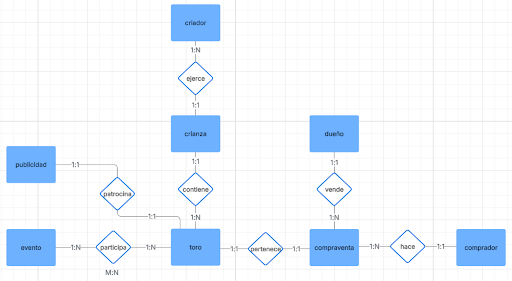 criador
1:N
ejerce
1:1
crianza
dueño
1:1
1:1
publicidad
1:1
patrocina
contiene
vende
1:1
1:N
1:N
evento
1:N
participa
1:N
toro
1:1
pertenece
1:1
compraventa
1:N
hace
1:1
comprador
M:N